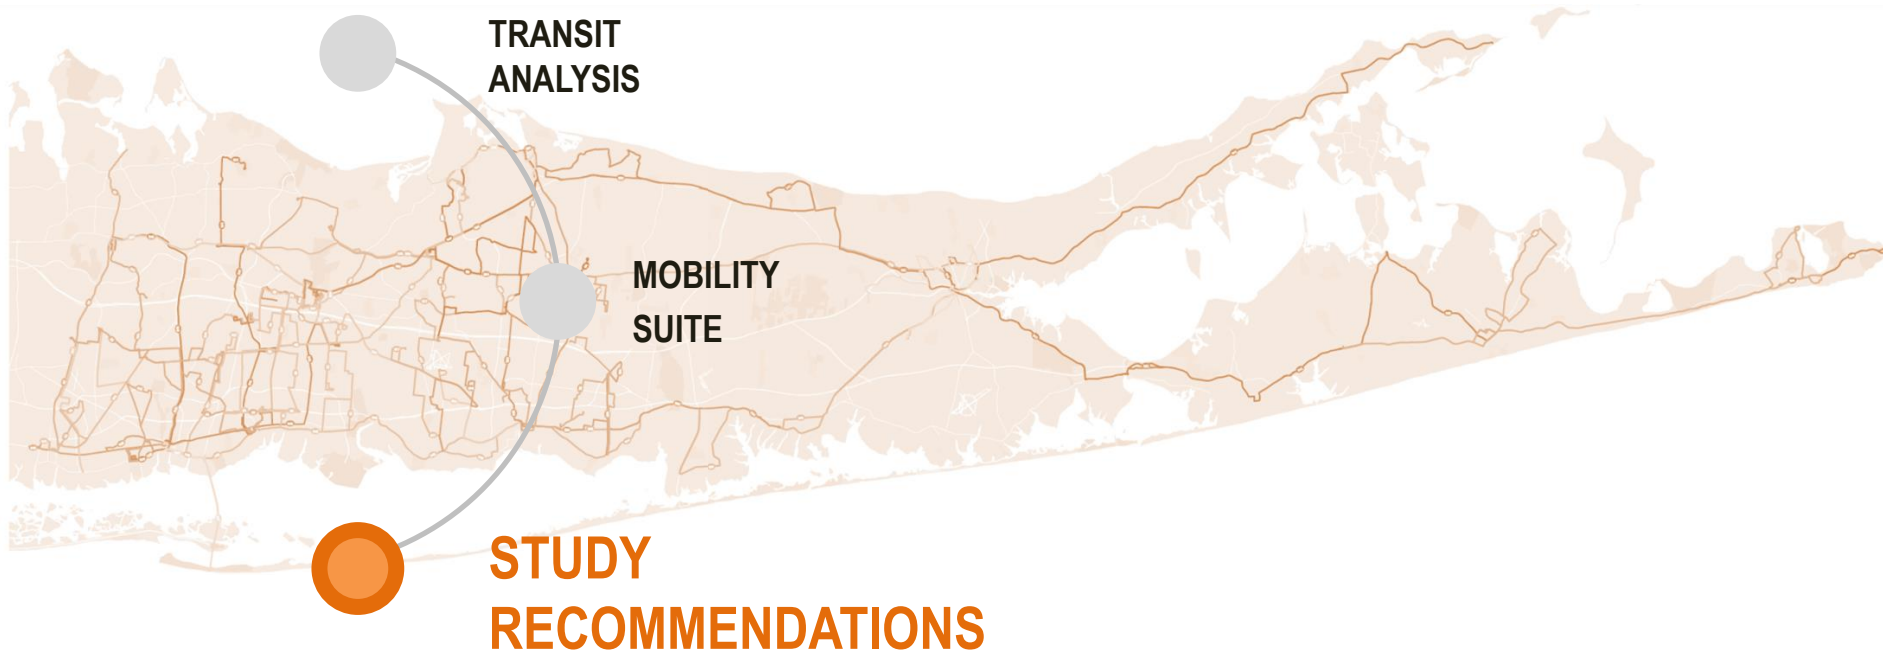 TRANSIT
ANALYSIS
MOBILITY
SUITE
STUDY
RECOMMENDATIONS